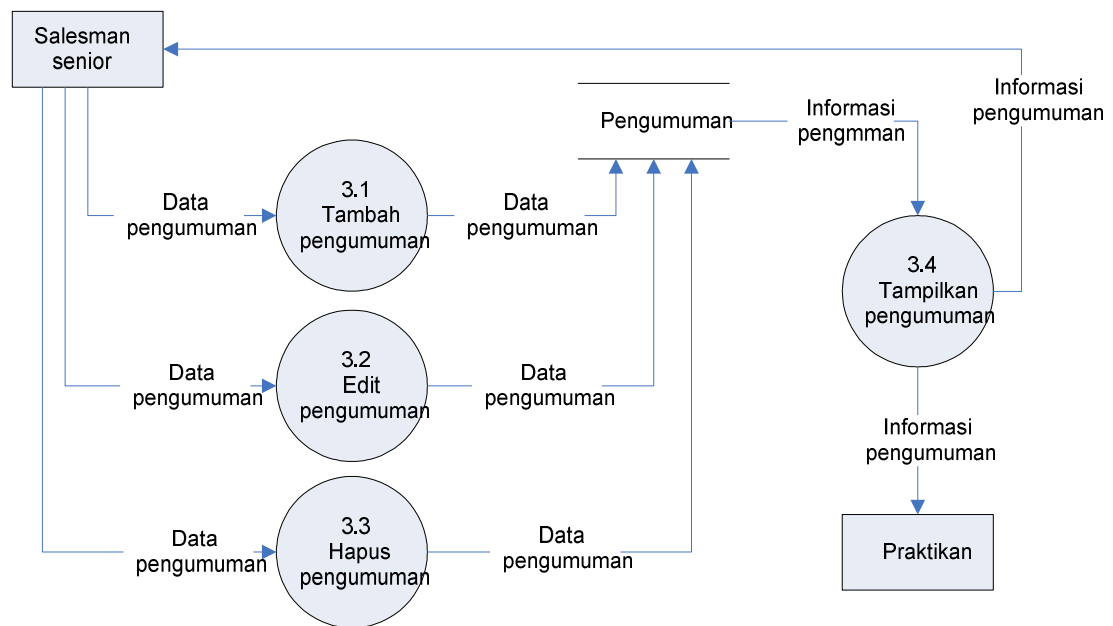 Salesman
senior
Informasi
pengumuman
Pengumuman
Informasi
pengmman
3.1
Tambah
pengumuman
Data
pengumuman
Data
pengumuman
3.4
Tampilkan
pengumuman
3.2
Edit
pengumuman
Data
pengumuman
Data
pengumuman
Informasi
pengumuman
3.3
Hapus
pengumuman
Data
pengumuman
Data
pengumuman
Praktikan